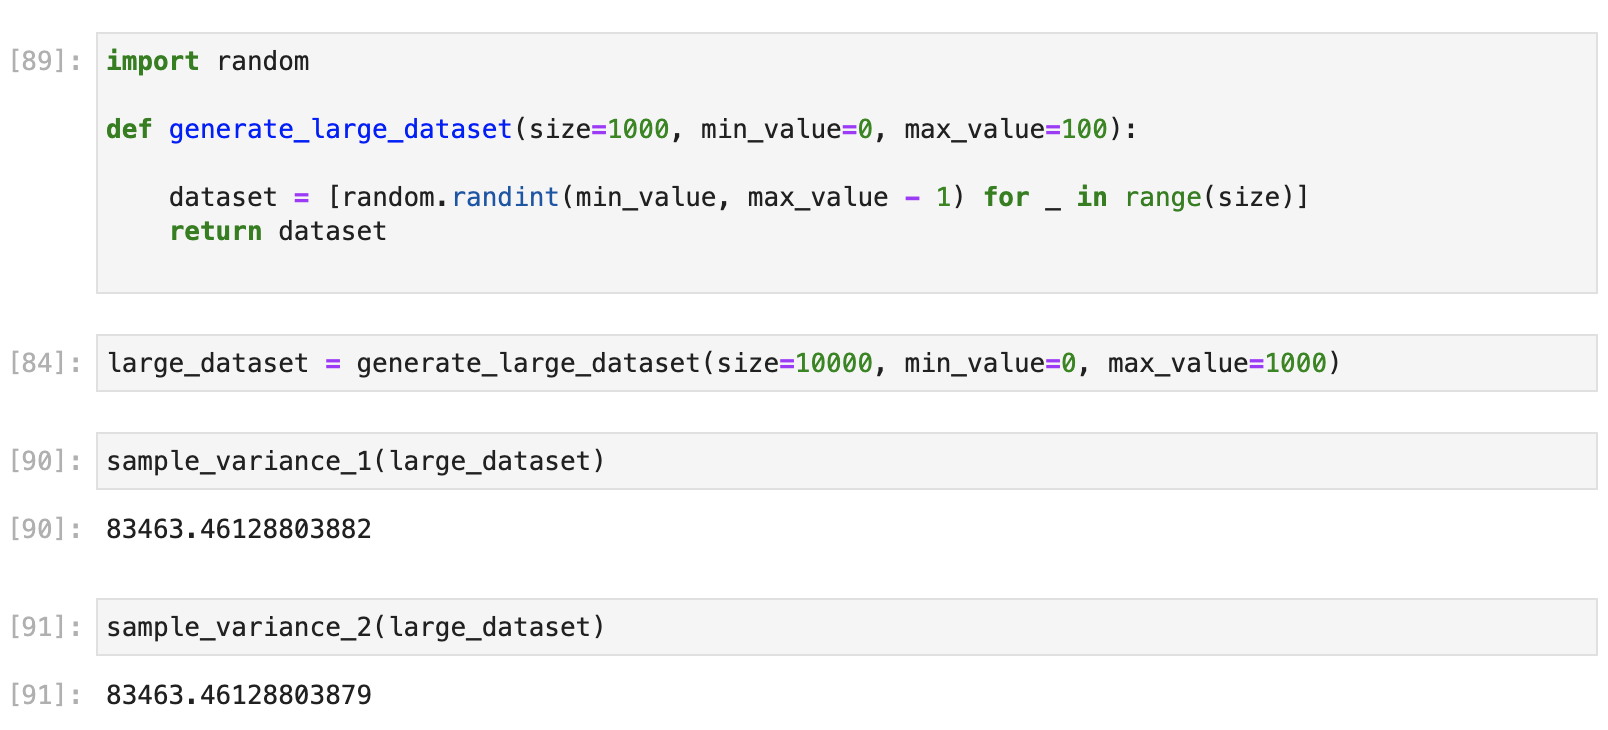 [89]: import random
def generate_large_dataset(size=1000, min_value=0, max_value=100):
    dataset = [random.randint(min_value, max_value - 1) for _ in range(size)]
    return dataset
[84]: large_dataset = generate_large_dataset(size=10000, min_value=0, max_value=1000)
[90]: sample_variance_1(large_dataset)
[90]: 83463.46128803882
[91]: sample_variance_2(large_dataset)
[91]: 83463.46128803879